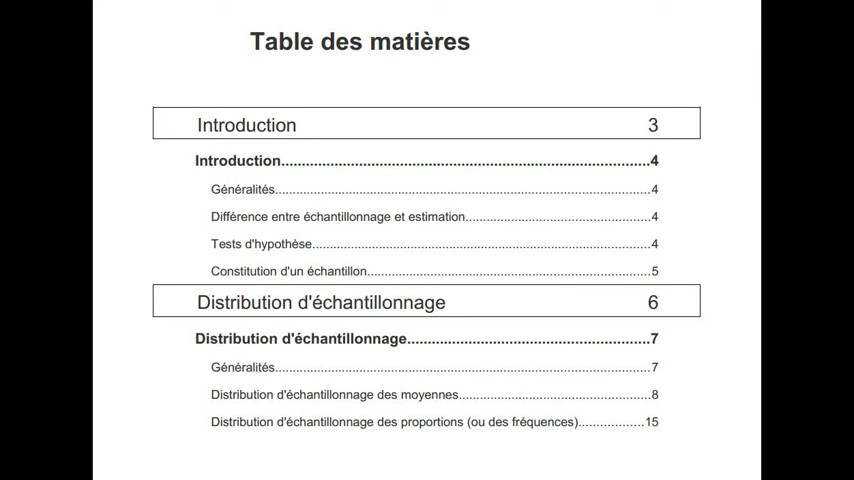 Table des matières
Introduction 3
Introduction..........................................................................................4
Généralités..........................................................................................................4
Différence entre échantillonnage et estimation....................................................4
Tests d'hypothèse................................................................................................4
Constitution d'un échantillon................................................................................5
Distribution d'échantillonnage 6
Distribution d'échantillonnage...........................................................7
Généralités..........................................................................................................7
Distribution d'échantillonnage des moyennes......................................................8
Distribution d'échantillonnage des proportions (ou des fréquences)..................15